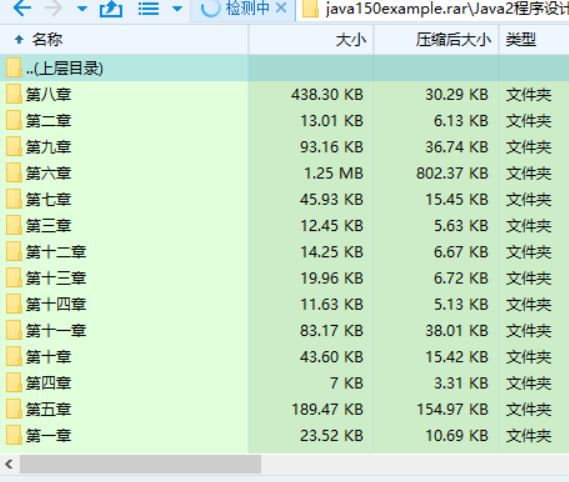 检测中 java150example.rar\Java2程序设计
名称 大小 压缩后大小 类型
..(上层目录)
第八章 438.30 KB 30.29 KB 文件夹
第二章 13.01 KB 6.13 KB 文件夹
第九章 93.16 KB 36.74 KB 文件夹
第六章 1.25 MB 802.37 KB 文件夹
第七章 45.93 KB 15.45 KB 文件夹
第三章 12.45 KB 5.63 KB 文件夹
第十二章 14.25 KB 6.67 KB 文件夹
第十三章 19.96 KB 6.72 KB 文件夹
第十四章 11.63 KB 5.13 KB 文件夹
第十一章 83.17 KB 38.01 KB 文件夹
第十章 43.60 KB 15.42 KB 文件夹
第四章 7 KB 3.31 KB 文件夹
第五章 189.47 KB 154.97 KB 文件夹
第一章 23.52 KB 10.69 KB 文件夹